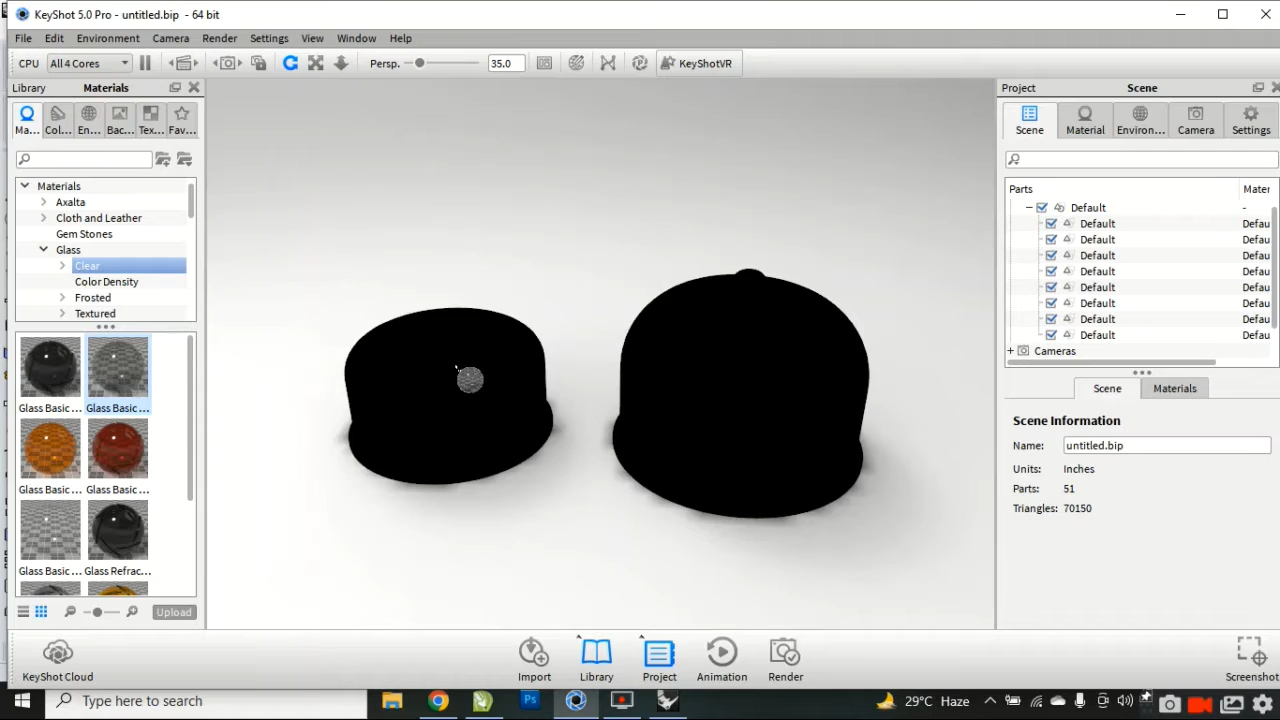 KeyShot 5.0 Pro - untitled.bip - 64 bit
File Edit Environment Camera Render Settings View Window Help
CPU All 4 Cores Persp. 35.0 KeyShotVR
Library Materials
Ma... Col... En... Bac... Tex... Fav...
Materials
Axalta
Cloth and Leather
Gem Stones
Glass
Clear
Color Density
Frosted
Textured
Glass Basic ... Glass Basic ...
Glass Basic ... Glass Basic ...
Glass Basic ... Glass Refrac...
Upload
Project Scene
Scene Material Environ... Camera Settings
Parts Mater
Default -
Default Defau
Default Defau
Default Defau
Default Defau
Default Defau
Default Defau
Default Defau
Default Defau
Cameras
Scene Materials
Scene Information
Name: untitled.bip
Units: Inches
Parts: 51
Triangles: 70150
KeyShot Cloud Import Library Project Animation Render Screenshot
Type here to search Ps 29°C Haze